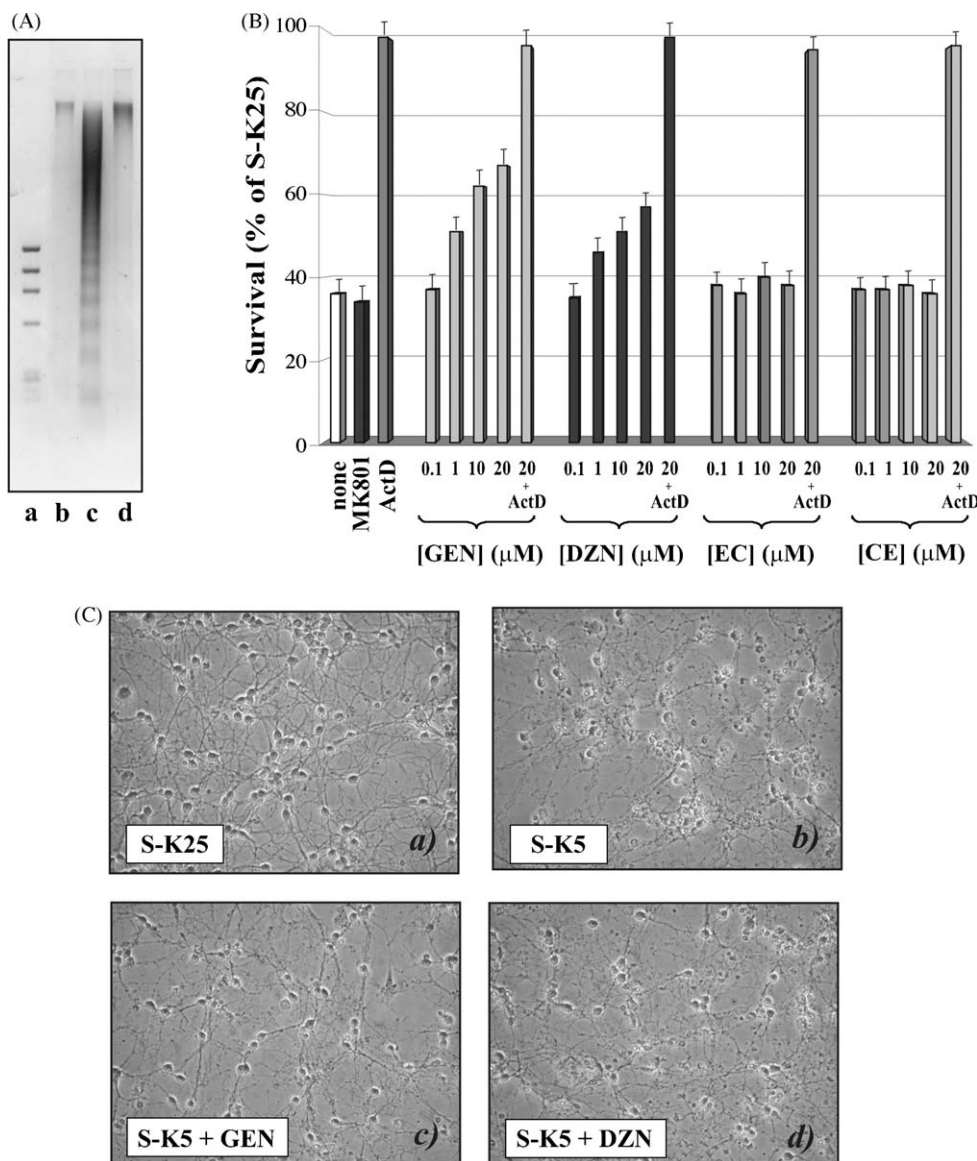 (A)
a b c d
(B)
Survival (% of S-K25)
100
80
60
40
20
0
none
MK801
ActD
0.1 1 10 20 20 + ActD
[GEN] (μM)
0.1 1 10 20 20 + ActD
[DZN] (μM)
0.1 1 10 20 20 + ActD
[EC] (μM)
0.1 1 10 20 20 + ActD
[CE] (μM)
(C)
S-K25
a)
S-K5
b)
S-K5 + GEN
c)
S-K5 + DZN
d)